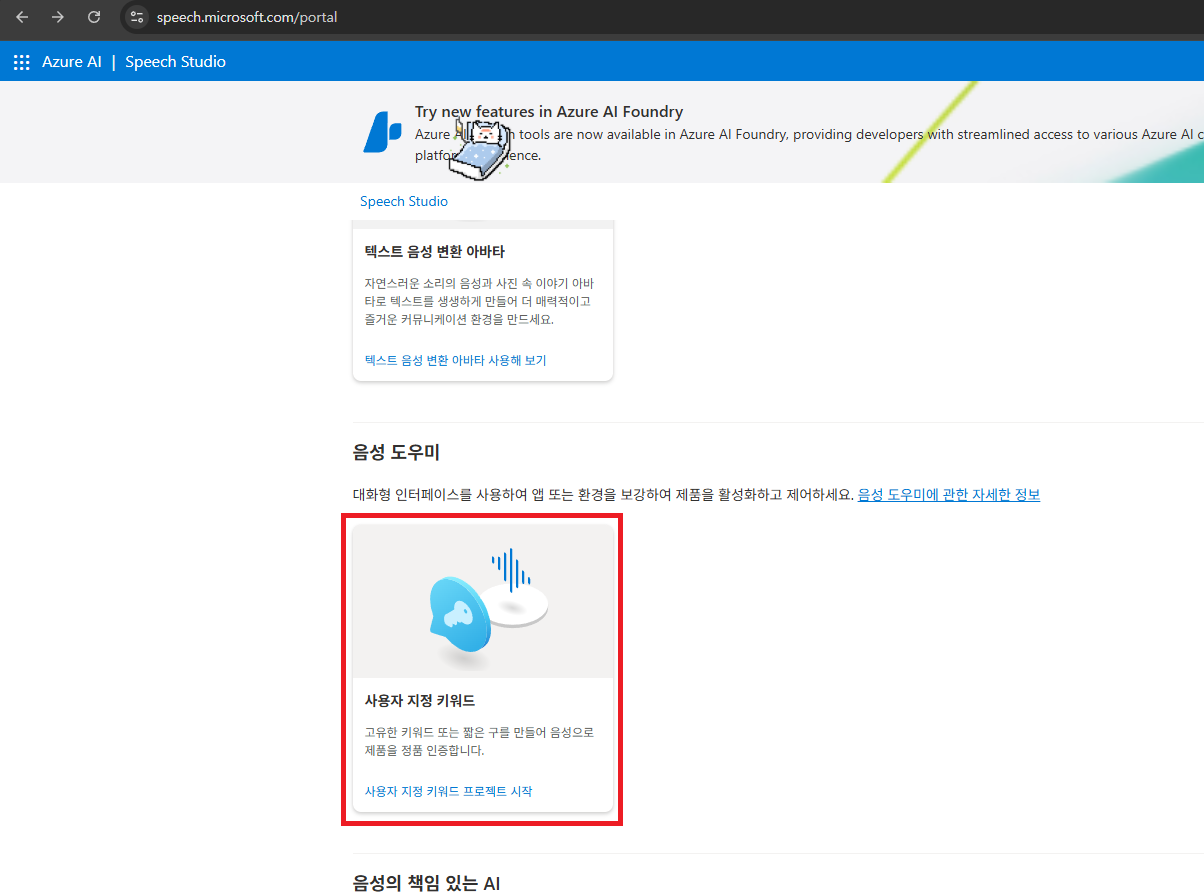 speech.microsoft.com/portal
Azure AI | Speech Studio
Try new features in Azure AI Foundry
Azure tools are now available in Azure AI Foundry, providing developers with streamlined access to various Azure AI
Speech Studio
텍스트 음성 변환 아바타
자연스러운 소리의 음성과 사진 속 이야기 아바
타로 텍스트를 생생하게 만들어 더 매력적이고
즐거운 커뮤니케이션 환경을 만드세요.
텍스트 음성 변환 아바타 사용해 보기
음성 도우미
대화형 인터페이스를 사용하여 앱 또는 환경을 보강하여 제품을 활성화하고 제어하세요. 음성 도우미에 관한 자세한 정보
사용자 지정 키워드
고유한 키워드 또는 짧은 구를 만들어 음성으로
제품을 정품 인증합니다.
사용자 지정 키워드 프로젝트 시작
음성의 책임 있는 AI